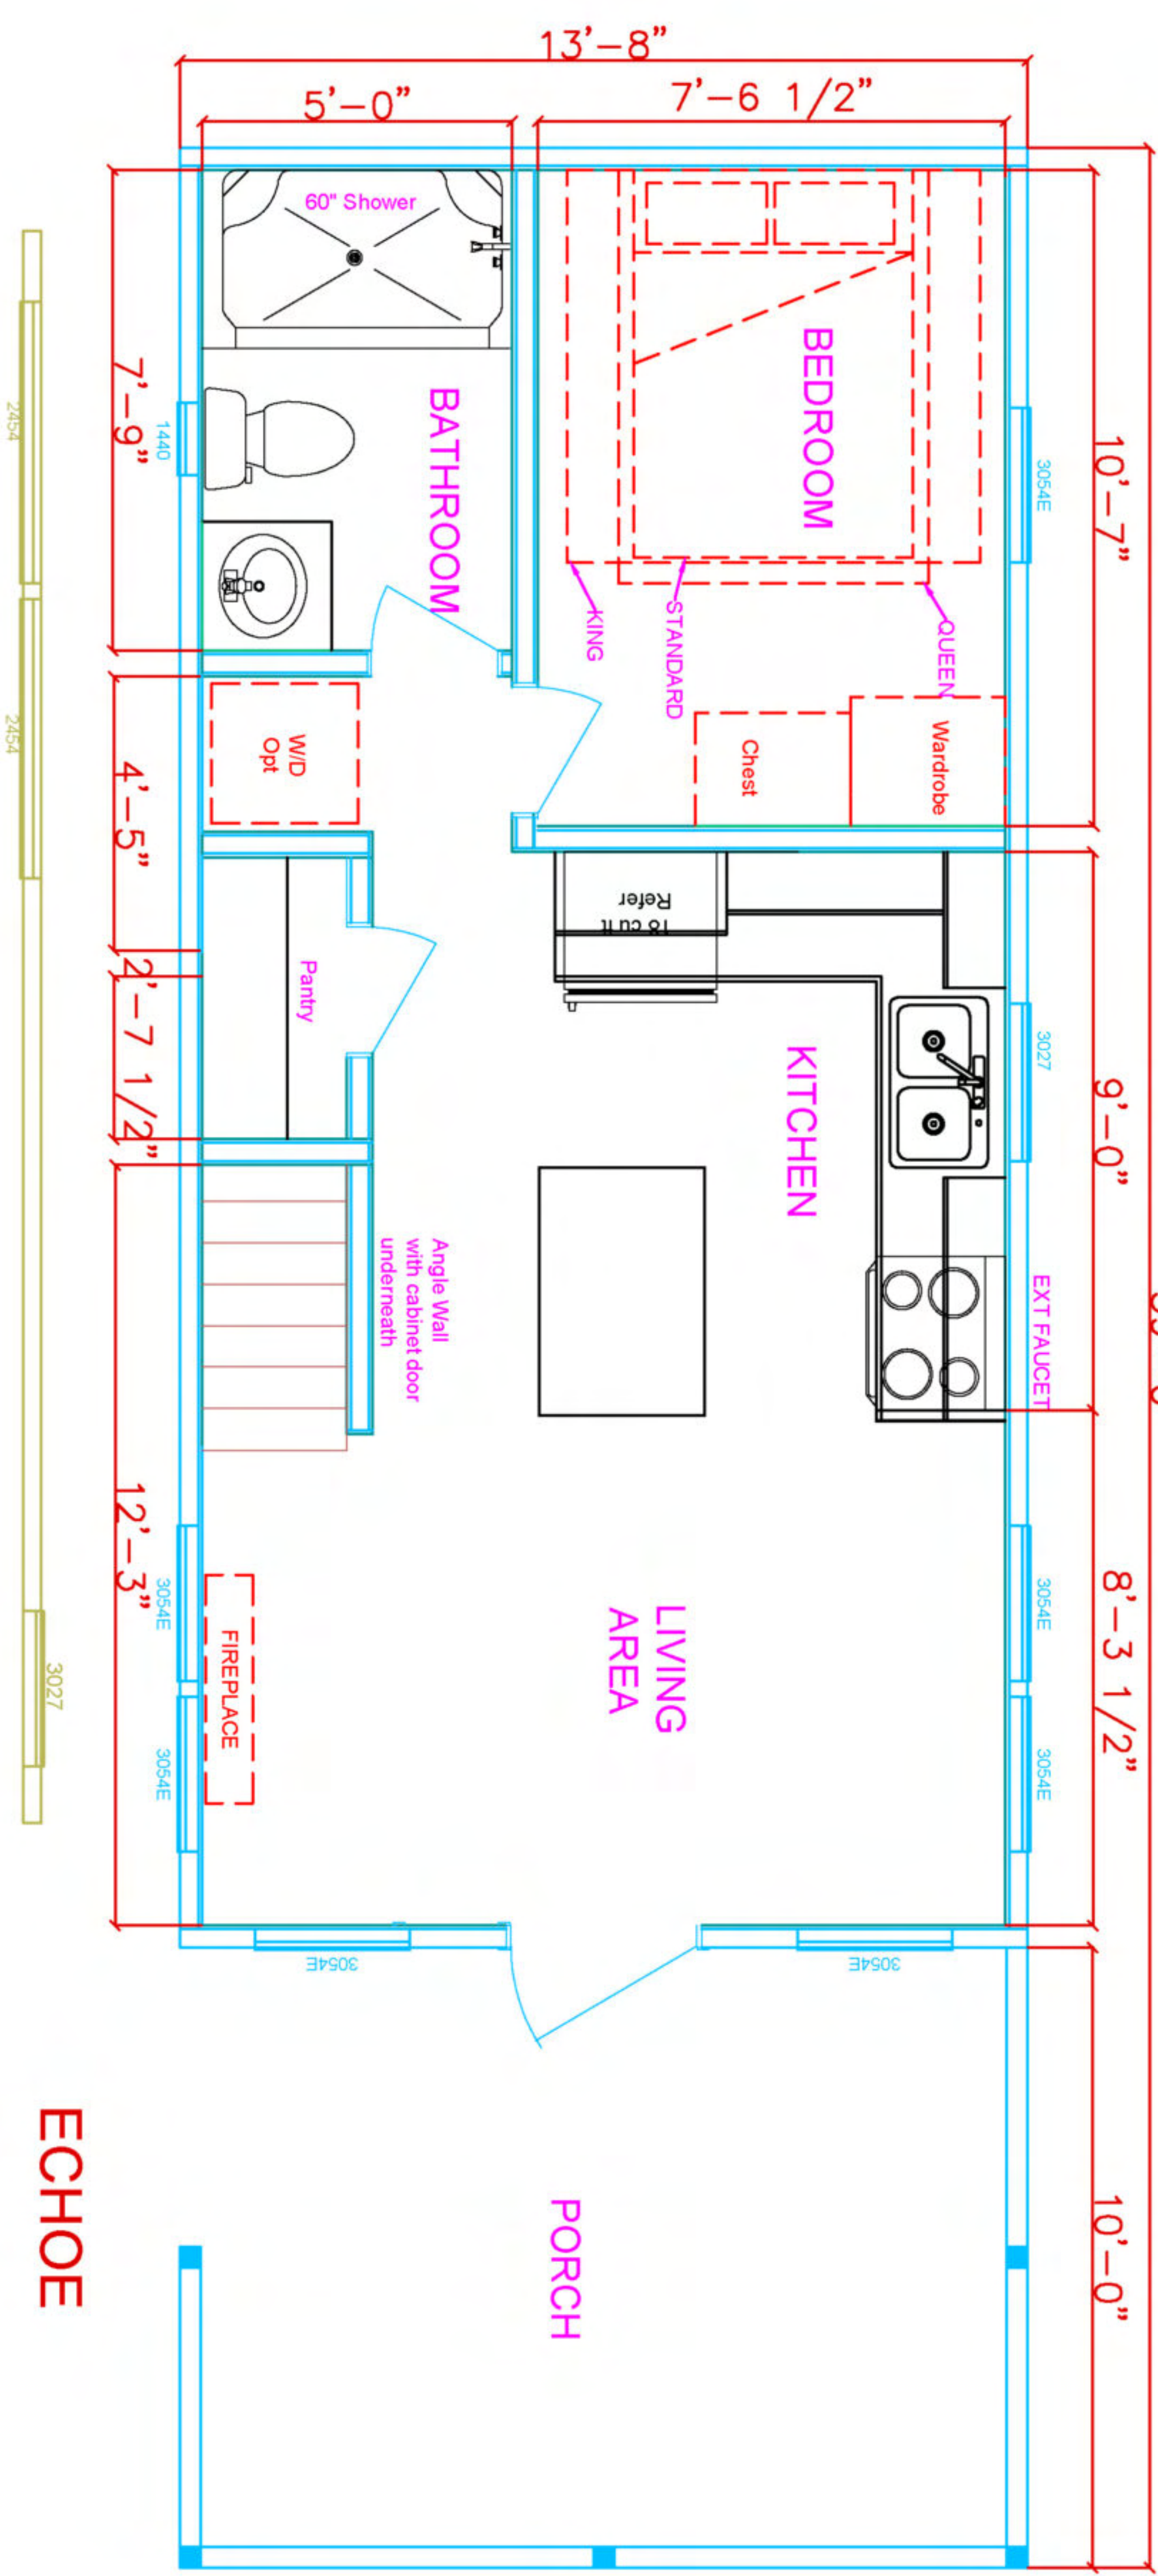 13'-8"
5'-0"
7'-6 1/2"
60" Shower
BEDROOM
BATHROOM
7'-9"
1440
3054E
10'-7"
2454
2454
KING
STANDARD
QUEEN
W/D
Opt
Chest
Wardrobe
4'-5"
18 cu ft
Refer
Pantry
2'-7 1/2"
KITCHEN
3027
9'-0"
Angle Wall
with cabinet door
underneath
EXT FAUCET
12'-3"
3054E
3054E
FIREPLACE
LIVING
AREA
3054E
3054E
8'-3 1/2"
3027
3054E
3054E
PORCH
10'-0"
ECHOE